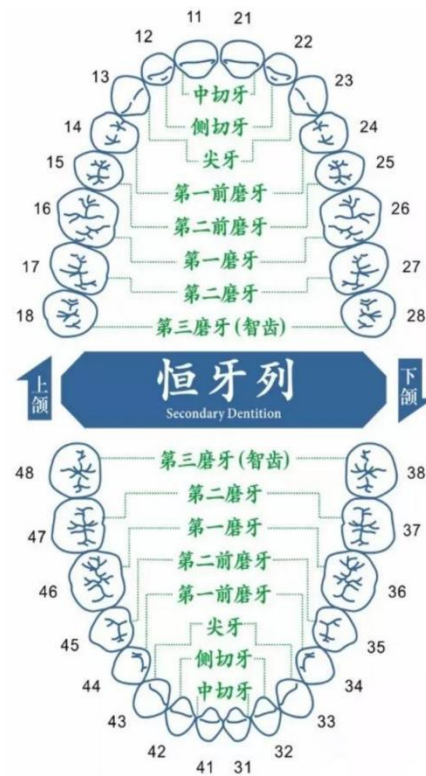 11 21
12 22
13 中切牙 23
侧切牙
14 尖牙 24
15 第一前磨牙 25
16 第二前磨牙 26
第一磨牙
17 第二磨牙 27
18 第三磨牙(智齿) 28
上颌
恒牙列
Secondary Dentition
下颌
48 第三磨牙(智齿) 38
第二磨牙
47 第一磨牙 37
46 第二前磨牙 36
第一前磨牙
45 尖牙 35
44 侧切牙 34
43 中切牙 33
42 32
41 31